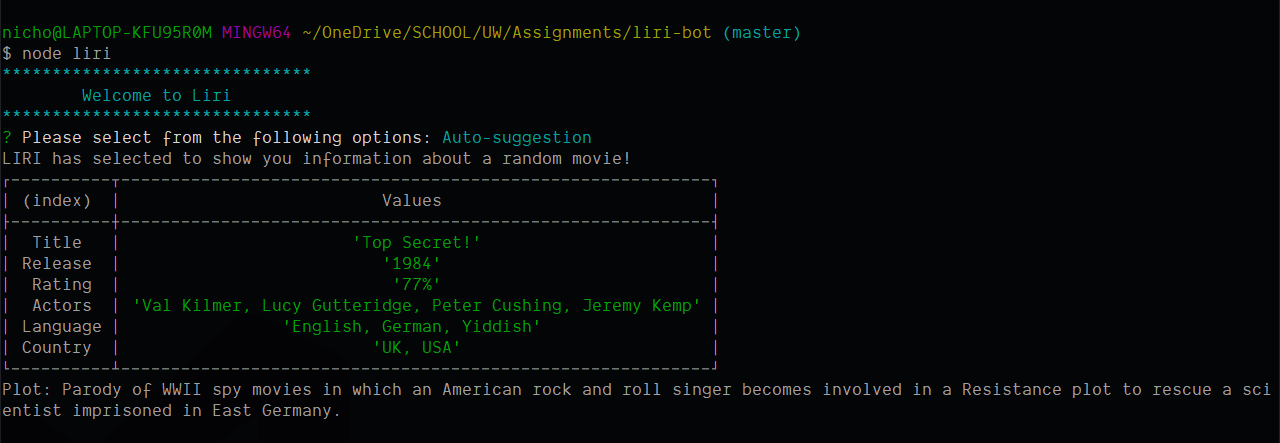 nicho@LAPTOP-KFU95R0M MINGW64 ~/OneDrive/SCHOOL/UW/Assignments/liri-bot (master)
$ node liri
*******************************
Welcome to Liri
*******************************
? Please select from the following options: Auto-suggestion
LIRI has selected to show you information about a random movie!
(index) Values
Title 'Top Secret!'
Release '1984'
Rating '77%'
Actors 'Val Kilmer, Lucy Gutteridge, Peter Cushing, Jeremy Kemp'
Language 'English, German, Yiddish'
Country 'UK, USA'
Plot: Parody of WWII spy movies in which an American rock and roll singer becomes involved in a Resistance plot to rescue a sci
entist imprisoned in East Germany.